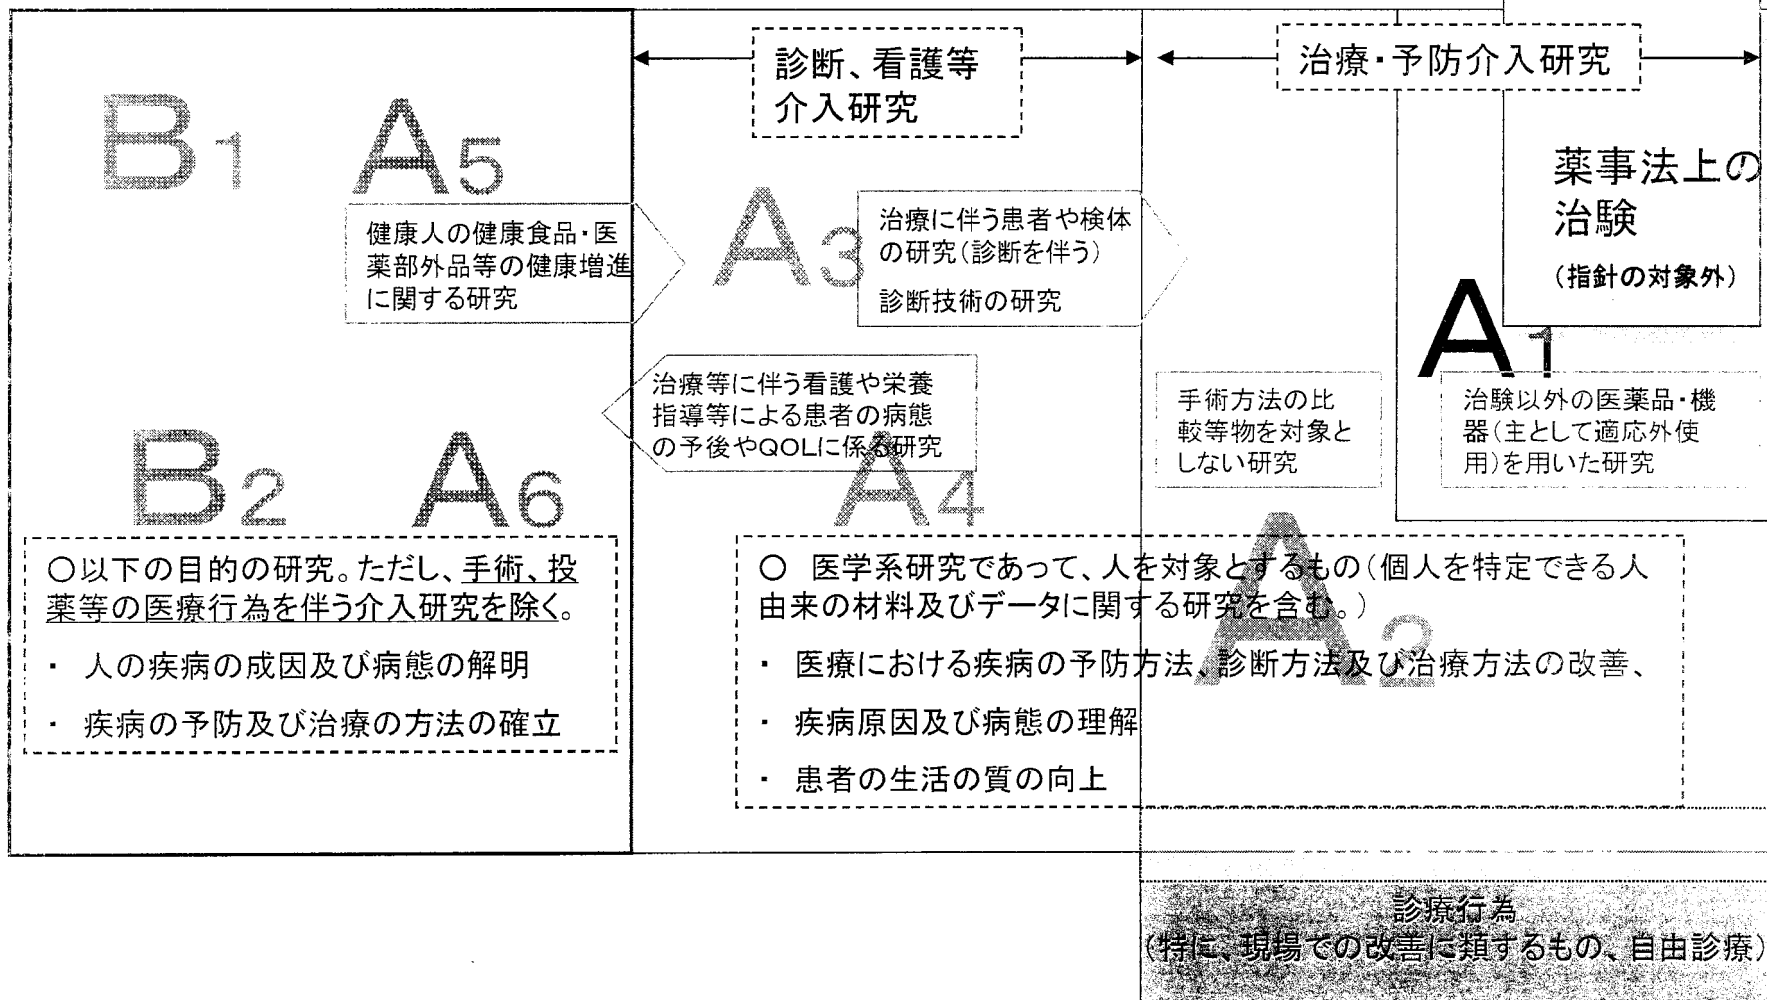 診断、看護等
介入研究
治療・予防介入研究
B1
A5
薬事法上の
治験
(指針の対象外)
A3
治療に伴う患者や検体
の研究(診断を伴う)
診断技術の研究
健康人の健康食品・医
薬部外品等の健康増進
に関する研究
A1
治療等に伴う看護や栄養
指導等による患者の病態
の予後やQOLに係る研究
手術方法の比
較等物を対象と
しない研究
治験以外の医薬品・機
器(主として適応外使
用)を用いた研究
B2
A6
A4
○以下の目的の研究。ただし、手術、投
薬等の医療行為を伴う介入研究を除く。
・ 人の疾病の成因及び病態の解明
・ 疾病の予防及び治療の方法の確立
○ 医学系研究であって、人を対象とするもの(個人を特定できる人
由来の材料及びデータに関する研究を含む。)
・ 医療における疾病の予防方法、診断方法及び治療方法の改善、
・ 疾病原因及び病態の理解
・ 患者の生活の質の向上
A2
診療行為
(特に、現場での改善に類するもの、自由診療)